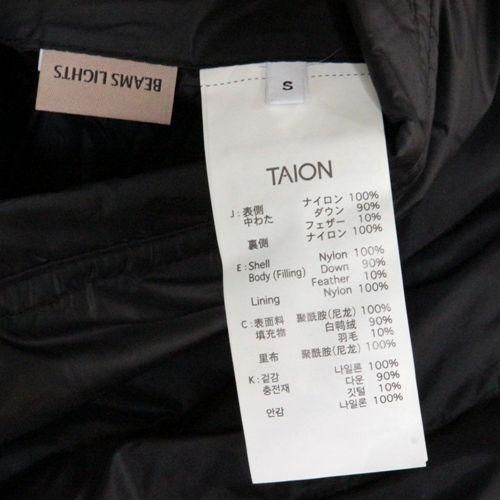 BEAMS LIGHTS
S
TAION
J : 表側 ナイロン 100%
中わた ダウン 90%
フェザー 10%
裏側 ナイロン 100%
E : Shell Nylon 100%
Body (Filling) Down 90%
Feather 10%
Lining Nylon 100%
C : 表面料 聚酰胺(尼龙) 100%
填充物 白鸭绒 90%
羽毛 10%
里布 聚酰胺(尼龙) 100%
K : 겉감 나일론 100%
충전재 다운 90%
깃털 10%
안감 나일론 100%